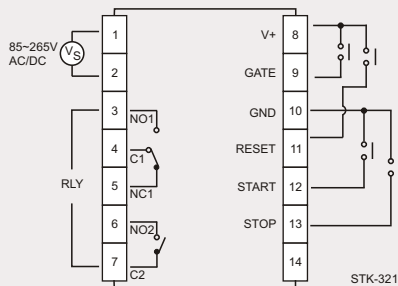 85~265V
AC/DC
VS
1
2
3
4
5
6
7
NO1
C1
NC1
NO2
C2
RLY
V+
GATE
GND
RESET
START
STOP
8
9
10
11
12
13
14
STK-321